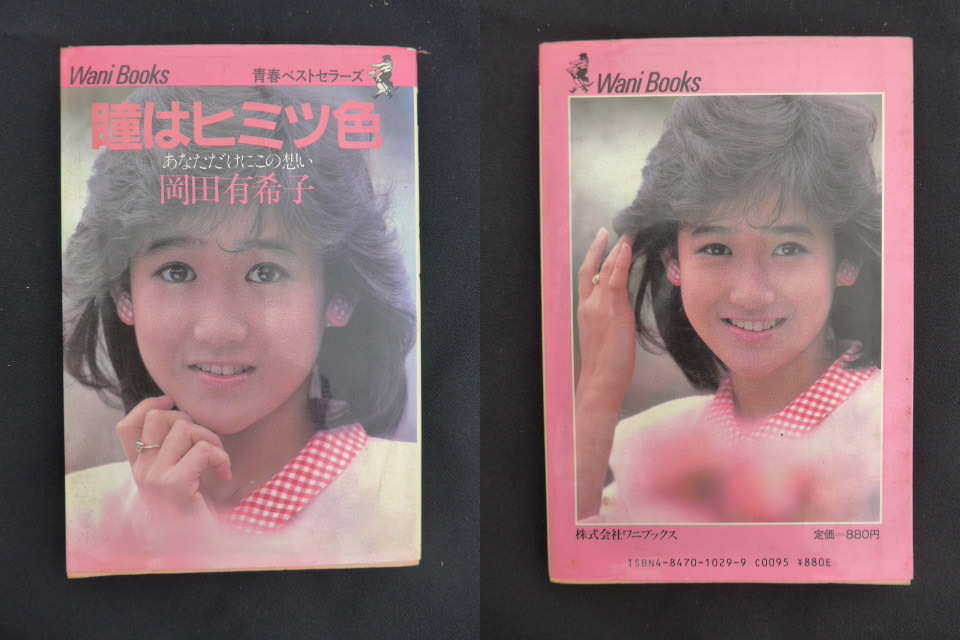 Wani Books
青春ベストセラーズ
瞳はヒミツ色
あなただけにこの想い
岡田有希子
Wani Books
株式会社ワニブックス
定価=880円
ISBN4-8470-1029-9 C0095 ¥880E